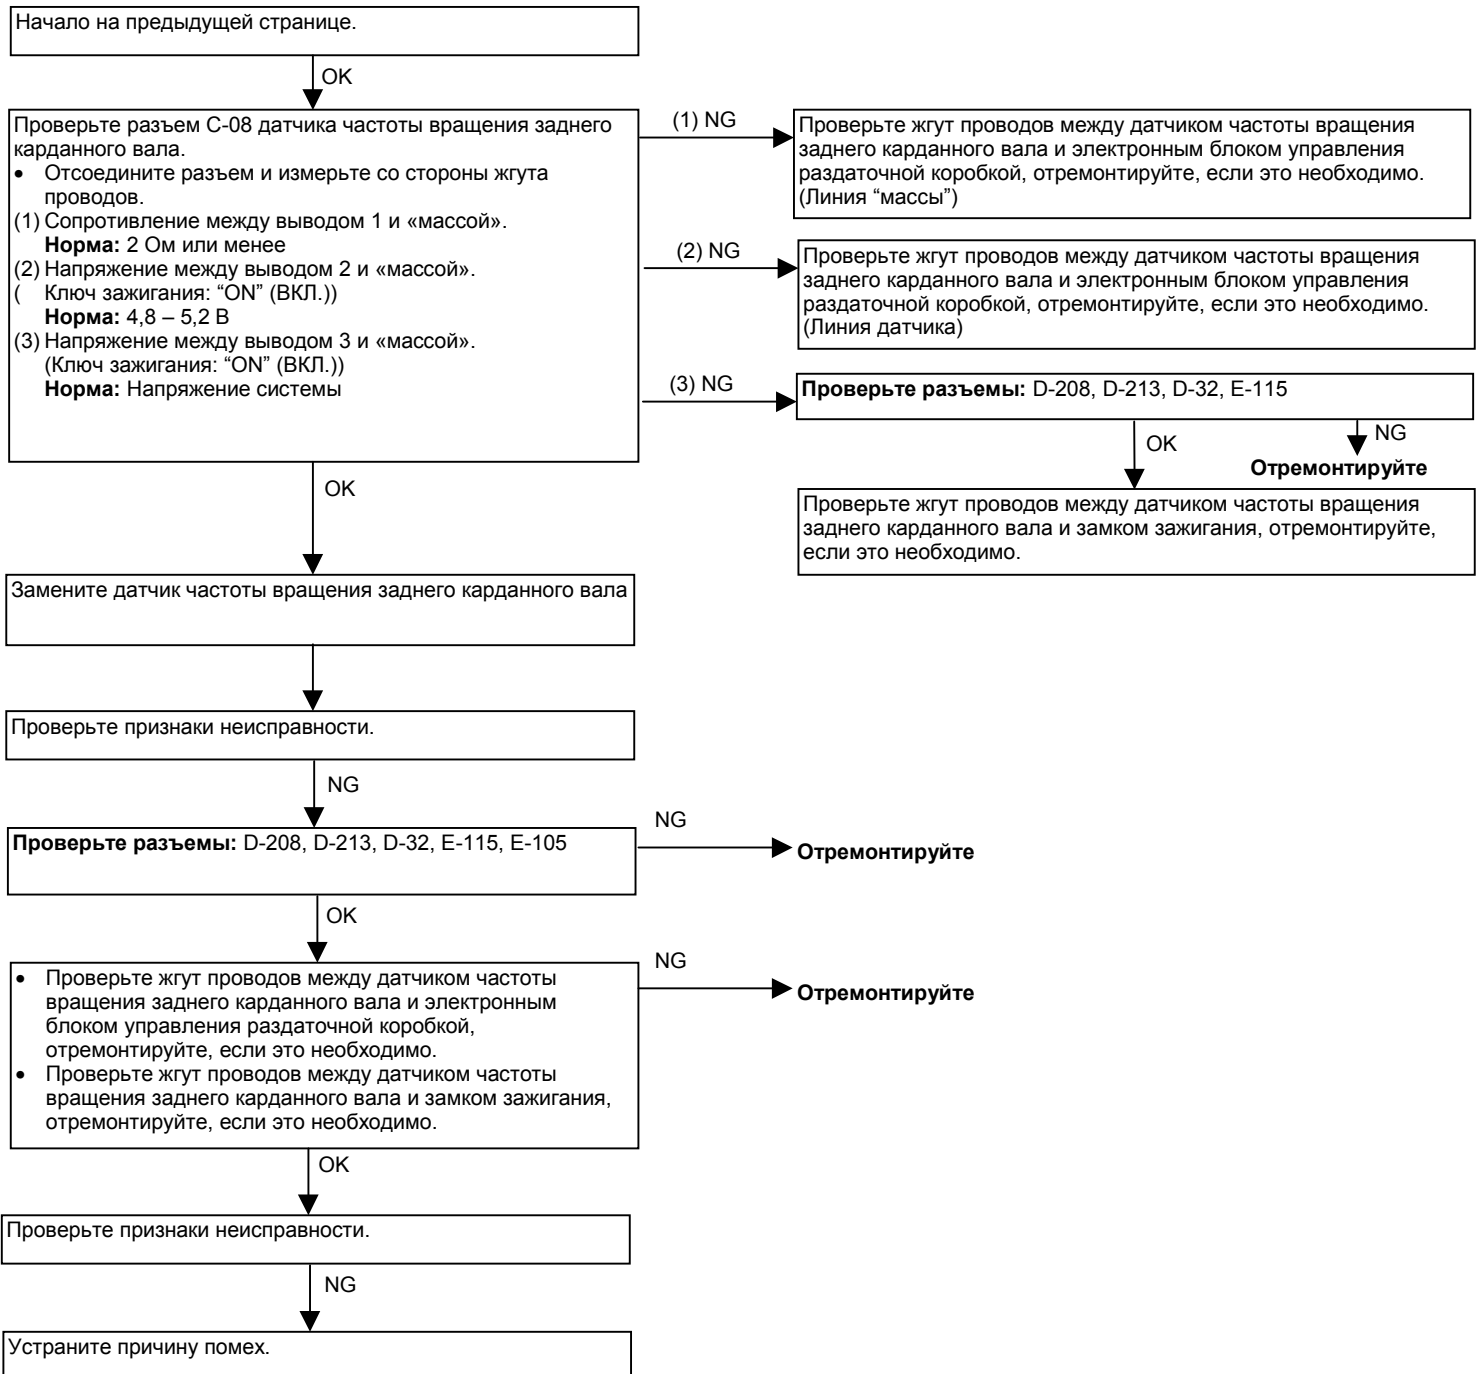 Начало на предыдущей странице.
OK
Проверьте разъем C-08 датчика частоты вращения заднего
карданного вала.
• Отсоедините разъем и измерьте со стороны жгута
проводов.
(1) Сопротивление между выводом 1 и «массой».
Норма: 2 Ом или менее
(2) Напряжение между выводом 2 и «массой».
( Ключ зажигания: “ON” (ВКЛ.))
Норма: 4,8 – 5,2 В
(3) Напряжение между выводом 3 и «массой».
(Ключ зажигания: “ON” (ВКЛ.))
Норма: Напряжение системы
(1) NG
Проверьте жгут проводов между датчиком частоты вращения
заднего карданного вала и электронным блоком управления
раздаточной коробкой, отремонтируйте, если это необходимо.
(Линия “массы”)
(2) NG
Проверьте жгут проводов между датчиком частоты вращения
заднего карданного вала и электронным блоком управления
раздаточной коробкой, отремонтируйте, если это необходимо.
(Линия датчика)
(3) NG
Проверьте разъемы: D-208, D-213, D-32, E-115
OK
NG
Отремонтируйте
Проверьте жгут проводов между датчиком частоты вращения
заднего карданного вала и замком зажигания, отремонтируйте,
если это необходимо.
OK
Замените датчик частоты вращения заднего карданного вала
Проверьте признаки неисправности.
NG
Проверьте разъемы: D-208, D-213, D-32, E-115, E-105
NG
Отремонтируйте
OK
• Проверьте жгут проводов между датчиком частоты
вращения заднего карданного вала и электронным
блоком управления раздаточной коробкой,
отремонтируйте, если это необходимо.
• Проверьте жгут проводов между датчиком частоты
вращения заднего карданного вала и замком зажигания,
отремонтируйте, если это необходимо.
NG
Отремонтируйте
OK
Проверьте признаки неисправности.
NG
Устраните причину помех.